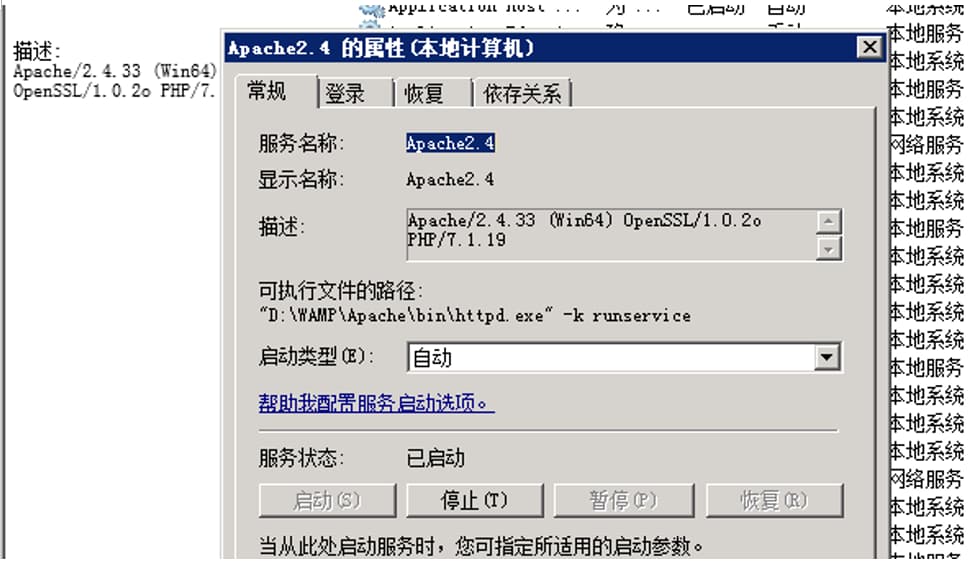 Application Host ... 为 ... 已启动 自动 本地系统
本地服务
描述:
Apache/2.4.33 (Win64)
OpenSSL/1.0.2o PHP/7.
Apache2.4 的属性(本地计算机)
常规 登录 恢复 依存关系
服务名称: Apache2.4
显示名称: Apache2.4
描述: Apache/2.4.33 (Win64) OpenSSL/1.0.2o
PHP/7.1.19
可执行文件的路径:
"D:\WAMP\Apache\bin\httpd.exe" -k runservice
启动类型(E): 自动
帮助我配置服务启动选项。
服务状态: 已启动
启动(S) 停止(T) 暂停(P) 恢复(R)
当从此处启动服务时，您可指定所适用的启动参数。
本地系统
本地服务
本地系统
网络服务
本地系统
本地系统
本地服务
本地系统
本地系统
本地系统
本地系统
本地服务
本地系统
本地系统
本地系统
网络服务
本地系统
本地系统